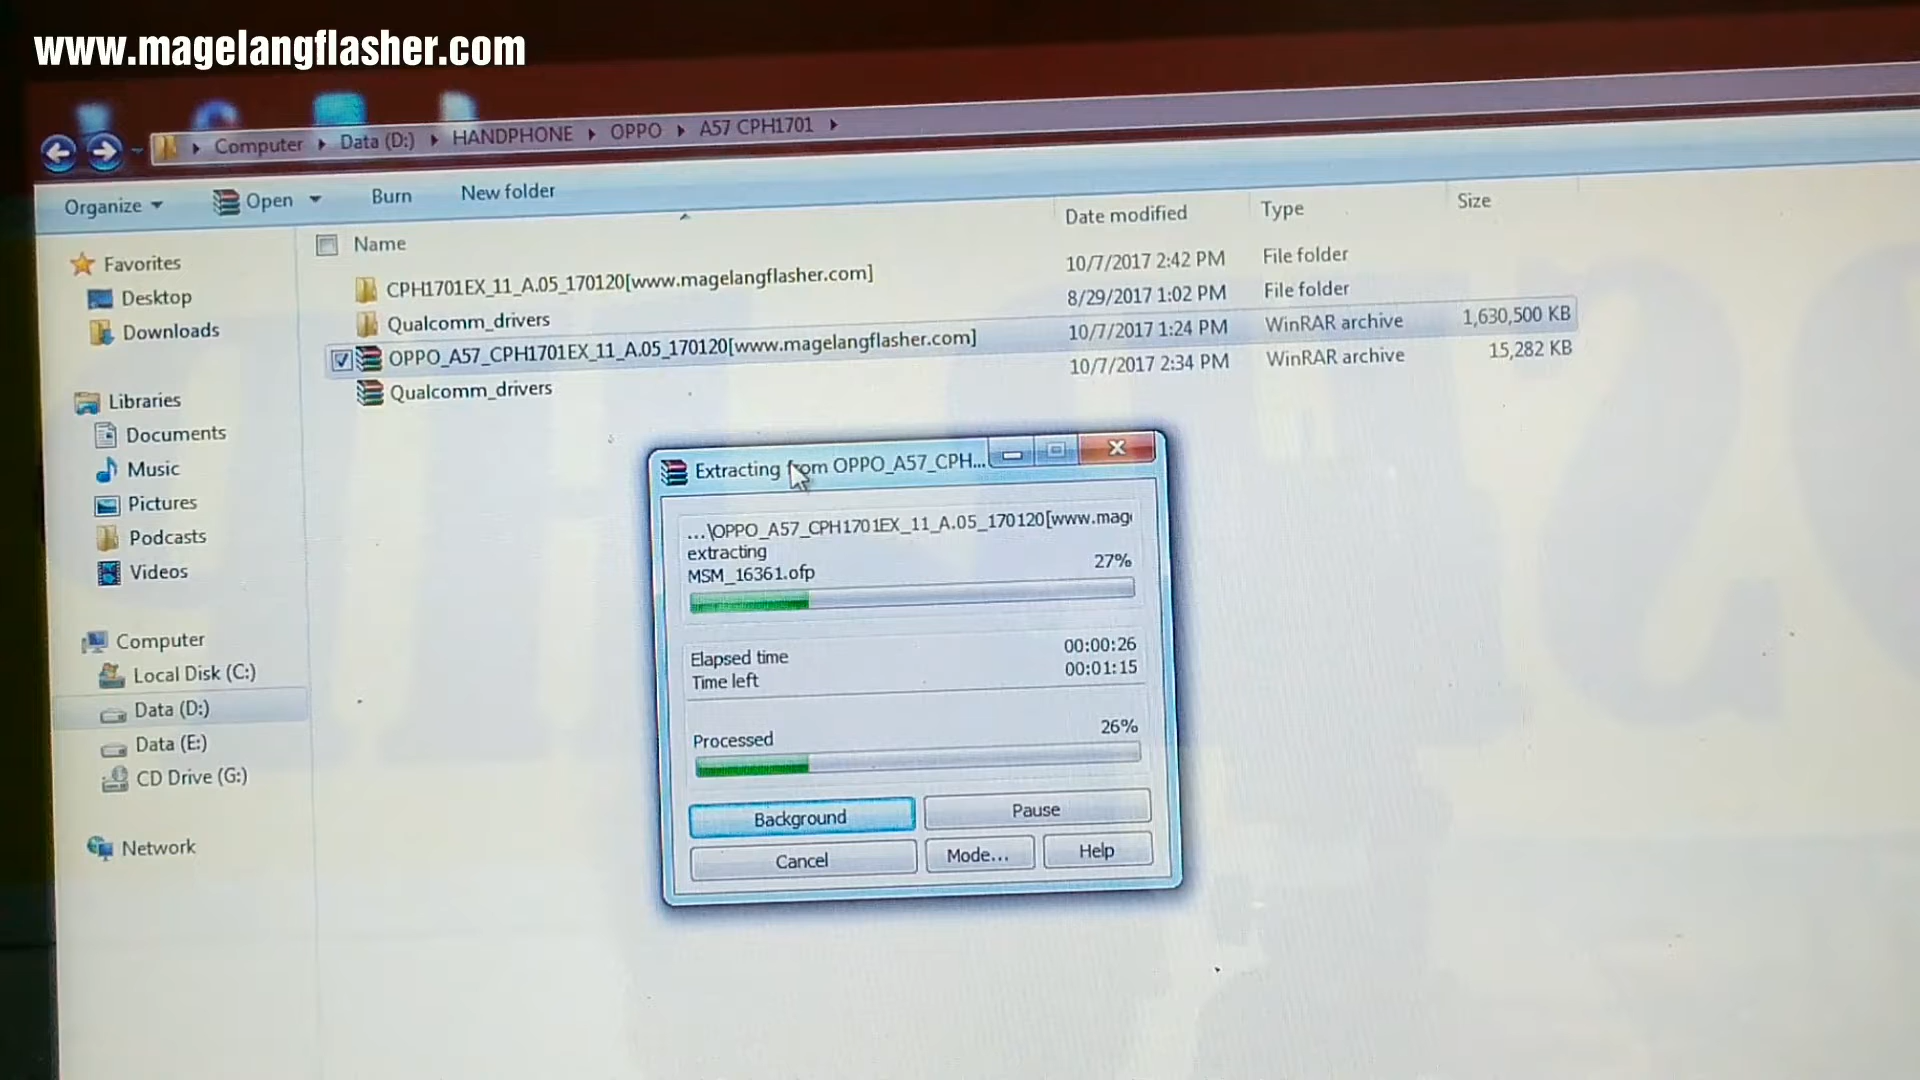 www.magelangflasher.com
Computer Data (D:) HANDPHONE OPPO A57 CPH1701
Organize Open Burn New folder
Name Date modified Type Size
CPH1701EX_11_A.05_170120[www.magelangflasher.com] 10/7/2017 2:42 PM File folder
Qualcomm_drivers 8/29/2017 1:02 PM File folder
OPPO_A57_CPH1701EX_11_A.05_170120[www.magelangflasher.com] 10/7/2017 1:24 PM WinRAR archive 1,630,500 KB
Qualcomm_drivers 10/7/2017 2:34 PM WinRAR archive 15,282 KB
Favorites
Desktop
Downloads
Libraries
Documents
Music
Pictures
Podcasts
Videos
Computer
Local Disk (C:)
Data (D:)
Data (E:)
CD Drive (G:)
Network
Extracting from OPPO_A57_CPH...
...\OPPO_A57_CPH1701EX_11_A.05_170120[www.mag
extracting
MSM_16361.ofp 27%
Elapsed time 00:00:26
Time left 00:01:15
Processed 26%
Background Pause
Cancel Mode... Help